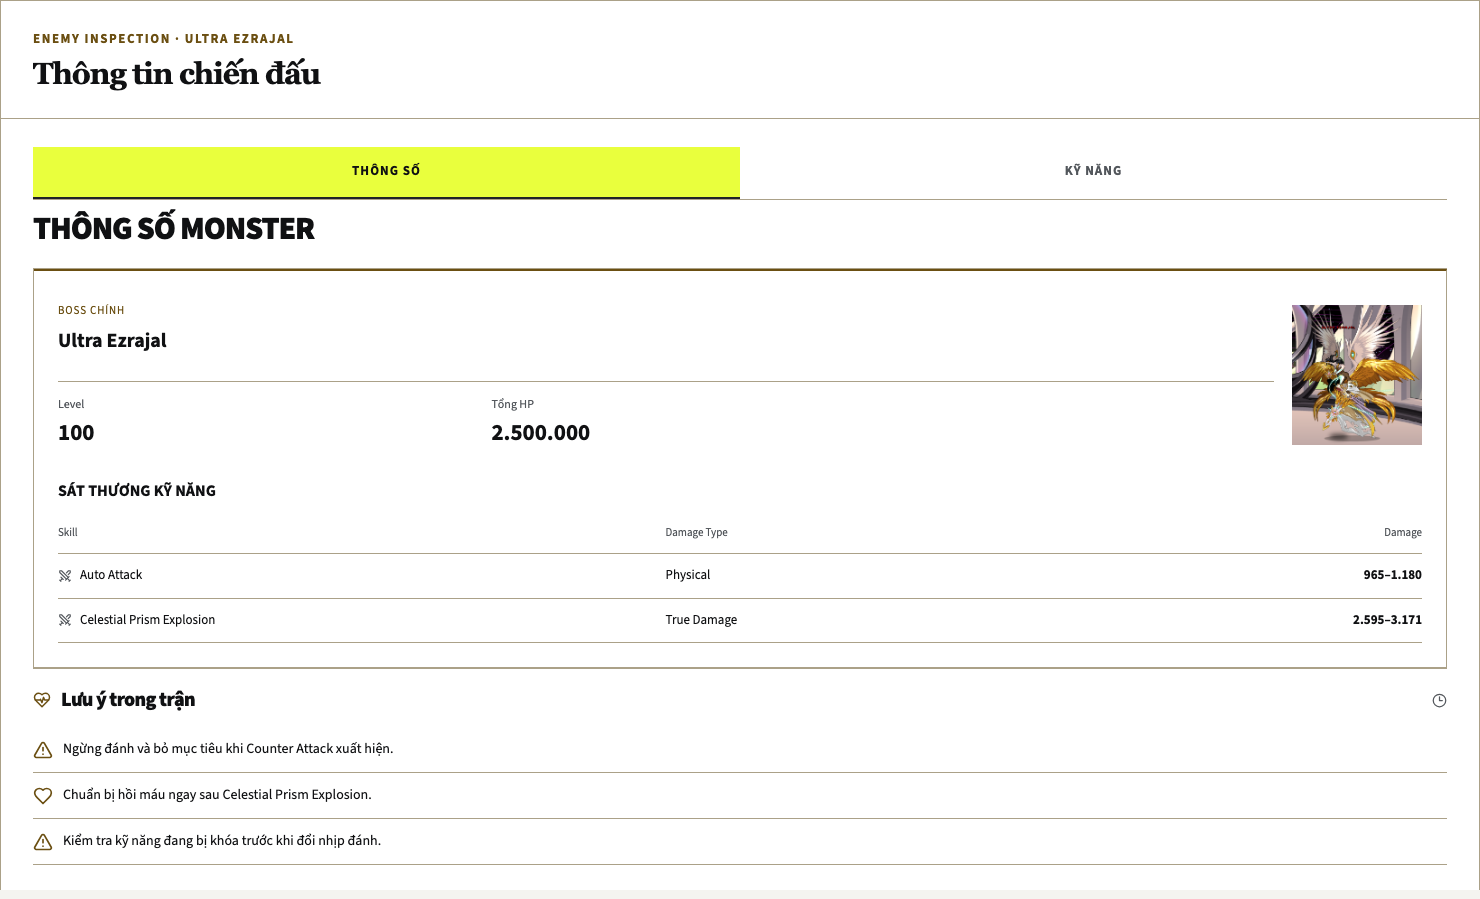 ENEMY INSPECTION · ULTRA EZRAJAL
Thông tin chiến đấu
THÔNG SỐ
KỸ NĂNG
THÔNG SỐ MONSTER
BOSS CHÍNH
Ultra Ezrajal
Level
Tổng HP
100
2.500.000
SÁT THƯƠNG KỸ NĂNG
Skill Damage Type Damage
Auto Attack Physical 965–1.180
Celestial Prism Explosion True Damage 2.595–3.171
Lưu ý trong trận
Ngừng đánh và bỏ mục tiêu khi Counter Attack xuất hiện.
Chuẩn bị hồi máu ngay sau Celestial Prism Explosion.
Kiểm tra kỹ năng đang bị khóa trước khi đổi nhịp đánh.